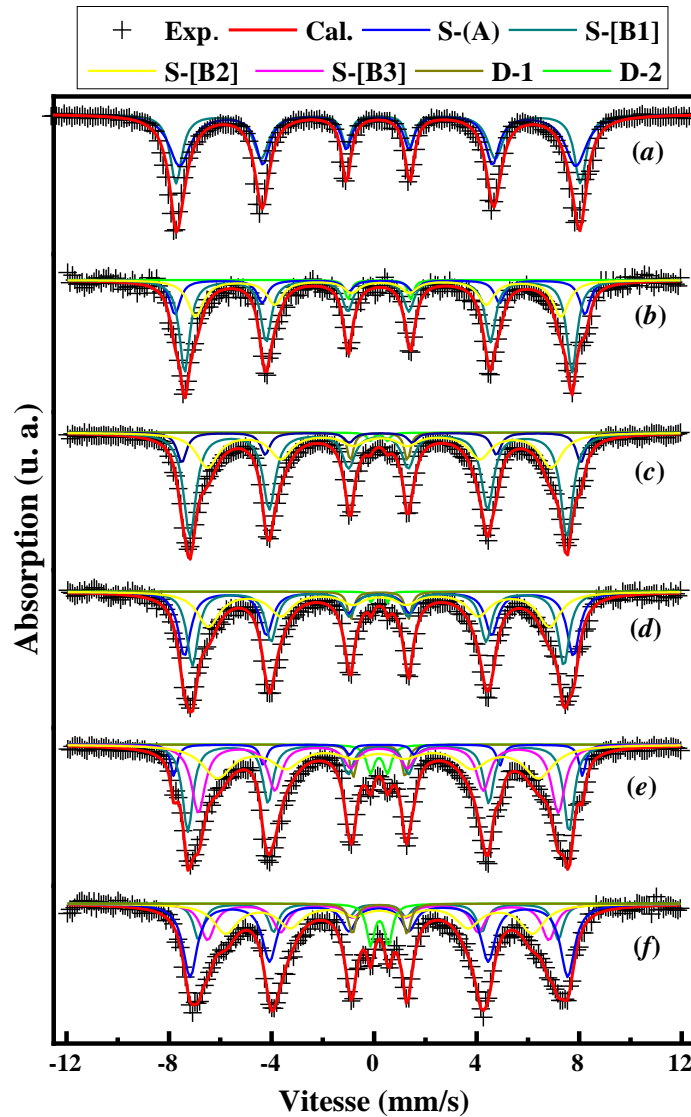 Exp. Cal. S-(A) S-[B1]
S-[B2] S-[B3] D-1 D-2
(a)
(b)
(c)
(d)
(e)
(f)
Absorption (u. a.)
-12 -8 -4 0 4 8 12
Vitesse (mm/s)